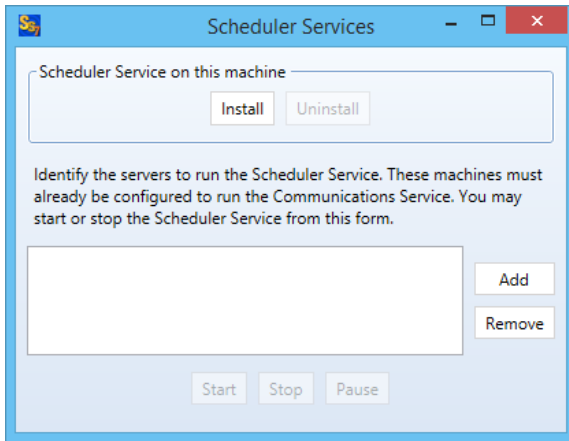 SS7
Scheduler Services
Scheduler Service on this machine
Install
Uninstall
Identify the servers to run the Scheduler Service. These machines must
already be configured to run the Communications Service. You may
start or stop the Scheduler Service from this form.
Add
Remove
Start
Stop
Pause